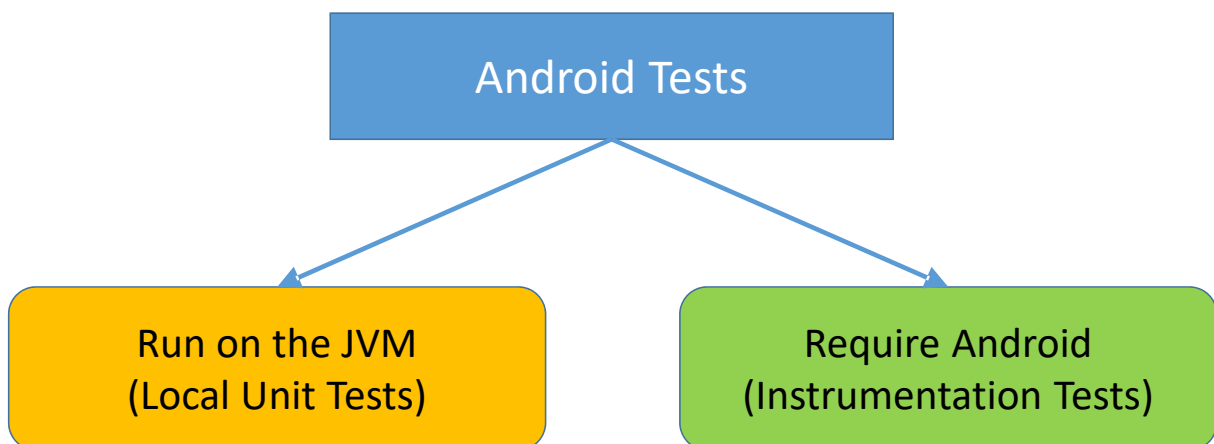 Android Tests
Run on the JVM
(Local Unit Tests)
Require Android
(Instrumentation Tests)